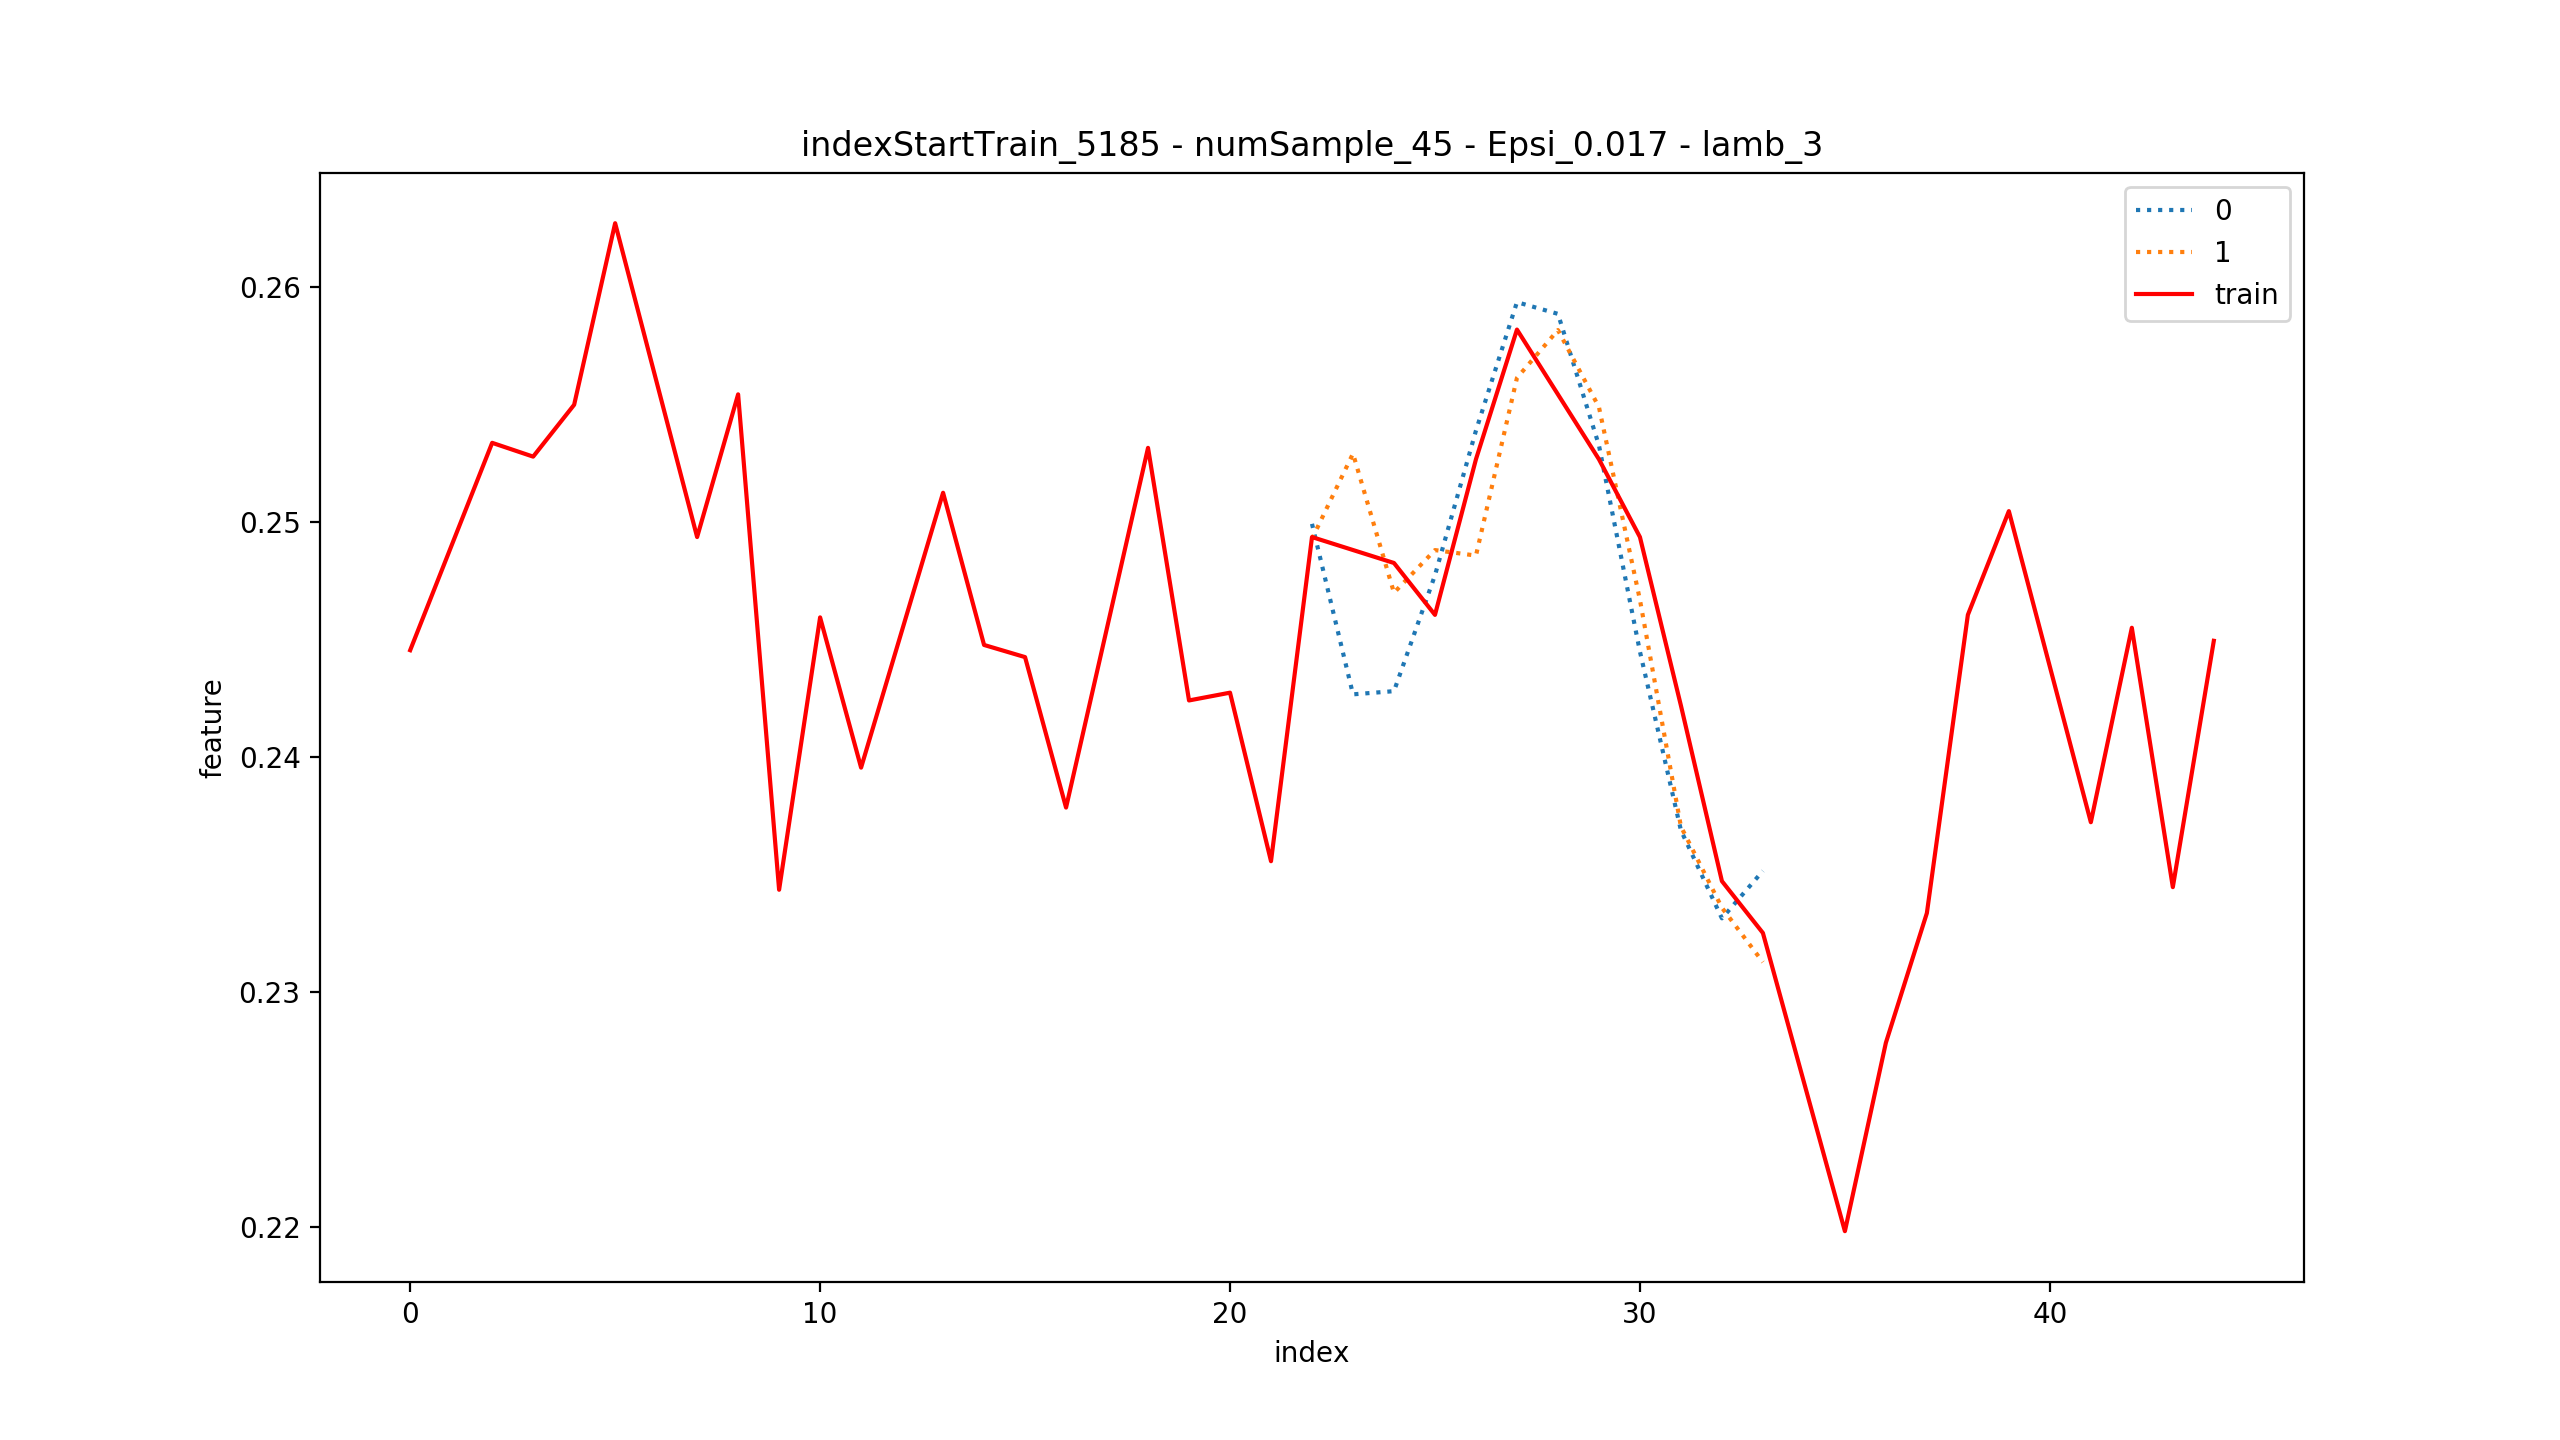 indexStartTrain_5185 - numSample_45 - Epsi_0.017 - lamb_3
0
1
train
0.26
0.25
0.24
0.23
0.22
feature
0 10 20 30 40
index